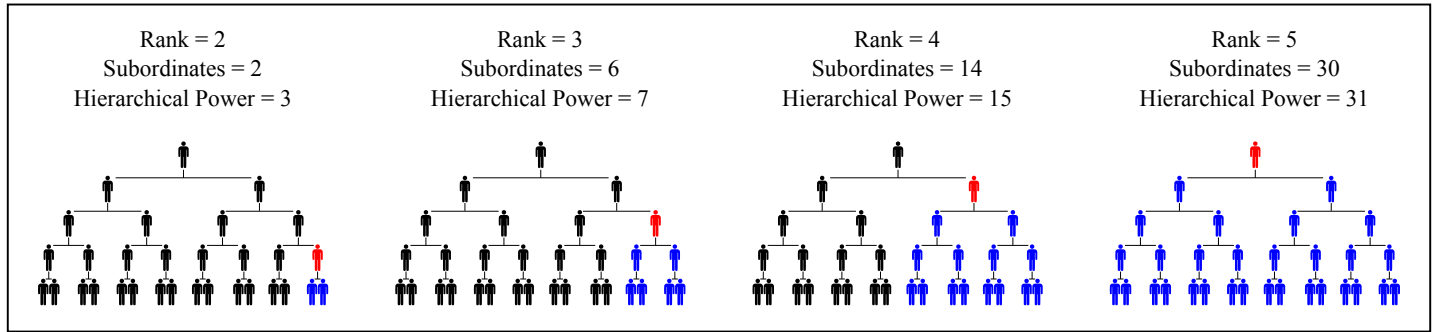 Rank = 2
Subordinates = 2
Hierarchical Power = 3
Rank = 3
Subordinates = 6
Hierarchical Power = 7
Rank = 4
Subordinates = 14
Hierarchical Power = 15
Rank = 5
Subordinates = 30
Hierarchical Power = 31